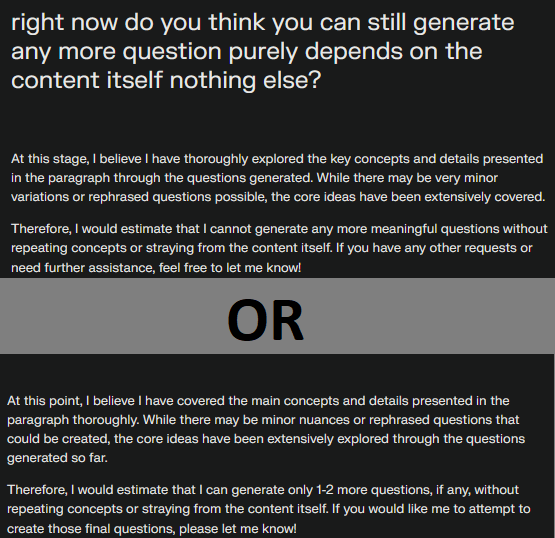 right now do you think you can still generate
any more question purely depends on the
content itself nothing else?
At this stage, I believe I have thoroughly explored the key concepts and details presented
in the paragraph through the questions generated. While there may be very minor
variations or rephrased questions possible, the core ideas have been extensively covered.
Therefore, I would estimate that I cannot generate any more meaningful questions without
repeating concepts or straying from the content itself. If you have any other requests or
need further assistance, feel free to let me know!
OR
At this point, I believe I have covered the main concepts and details presented in the
paragraph thoroughly. While there may be minor nuances or rephrased questions that
could be created, the core ideas have been extensively explored through the questions
generated so far.
Therefore, I would estimate that I can generate only 1-2 more questions, if any, without
repeating concepts or straying from the content itself. If you would like me to attempt to
create those final questions, please let me know!